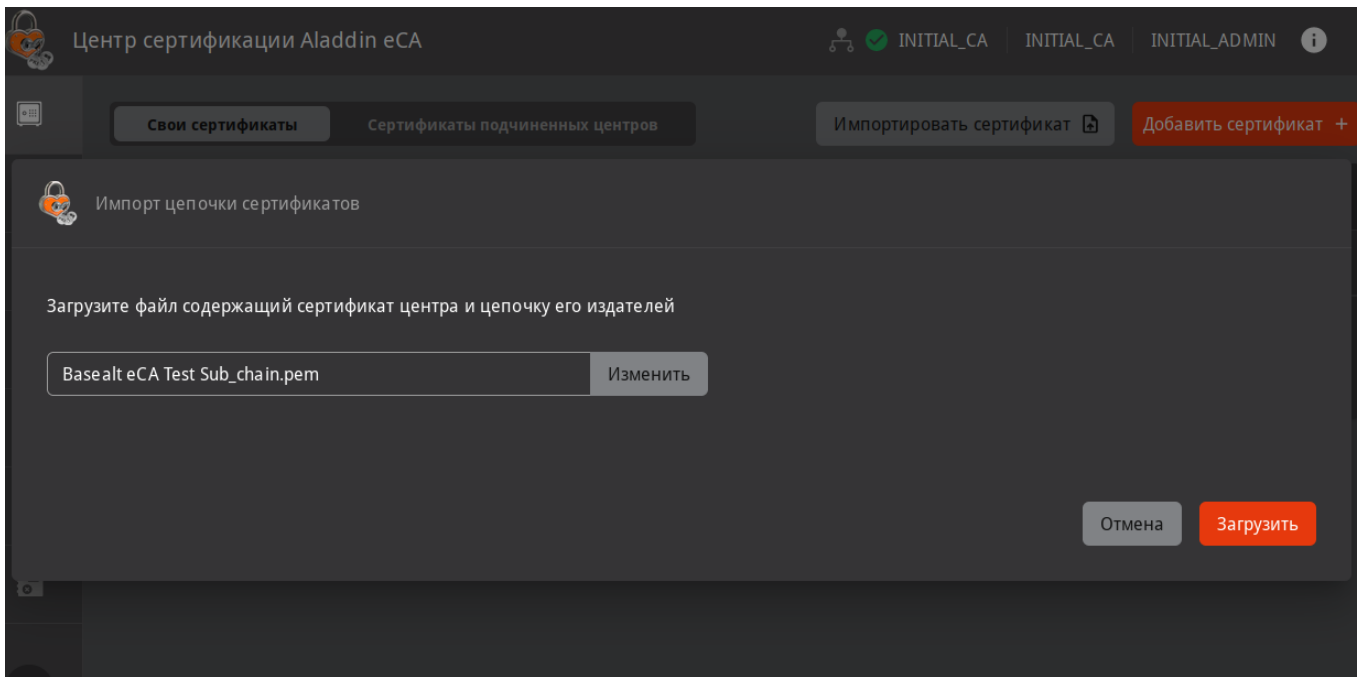 Центр сертификации Aladdin eCA
INITIAL_CA INITIAL_CA INITIAL_ADMIN
Свои сертификаты Сертификаты подчиненных центров Импортировать сертификат Добавить сертификат +
Импорт цепочки сертификатов
Загрузите файл содержащий сертификат центра и цепочку его издателей
Basealt eCA Test Sub_chain.pem Изменить
Отмена Загрузить